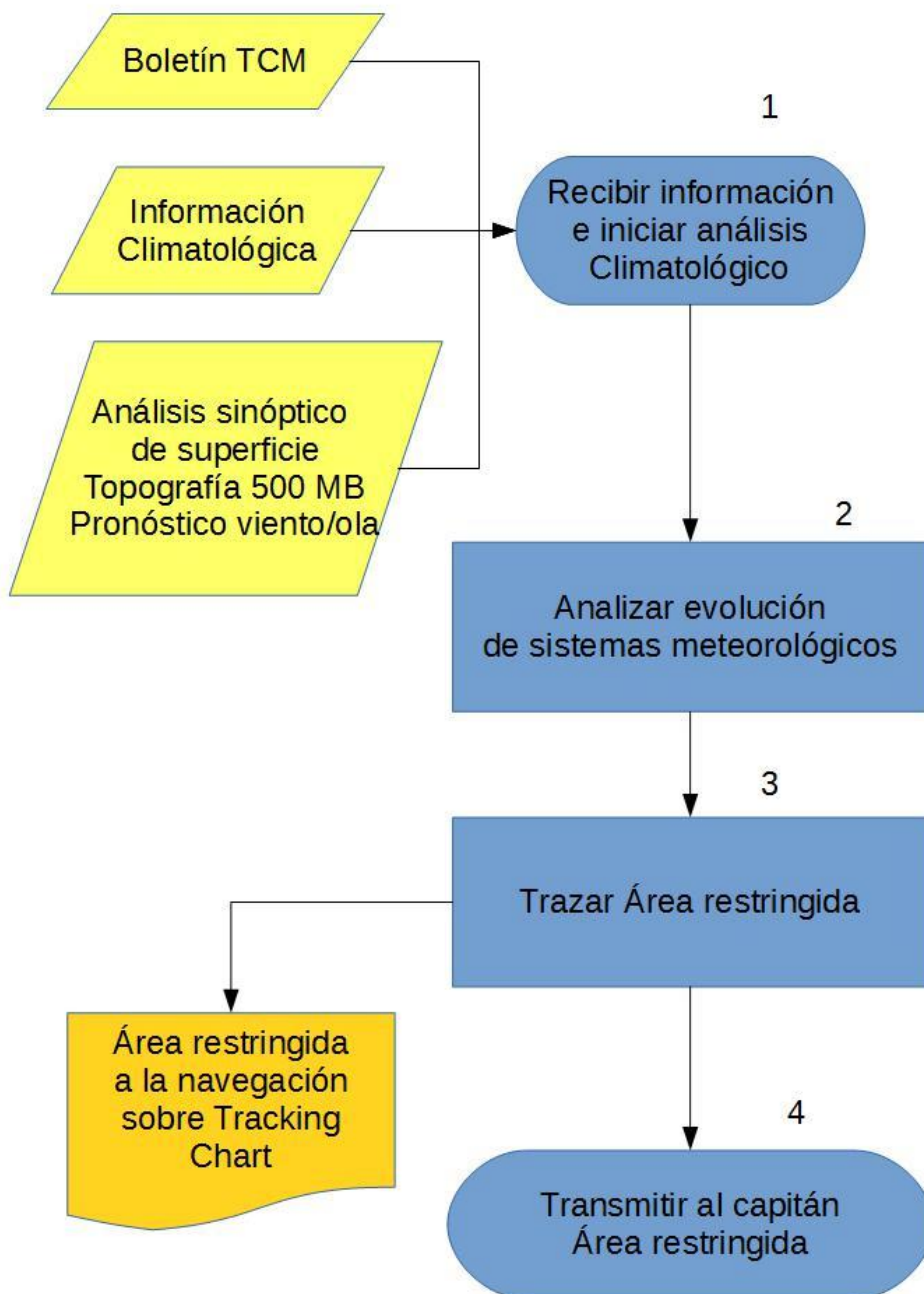 Boletín TCM
1
Información
Climatológica
Recibir información
e iniciar análisis
Climatológico
Análisis sinóptico
de superficie
Topografía 500 MB
Pronóstico viento/ola
2
Analizar evolución
de sistemas meteorológicos
3
Trazar Área restringida
Área restringida
a la navegación
sobre Tracking
Chart
4
Transmitir al capitán
Área restringida